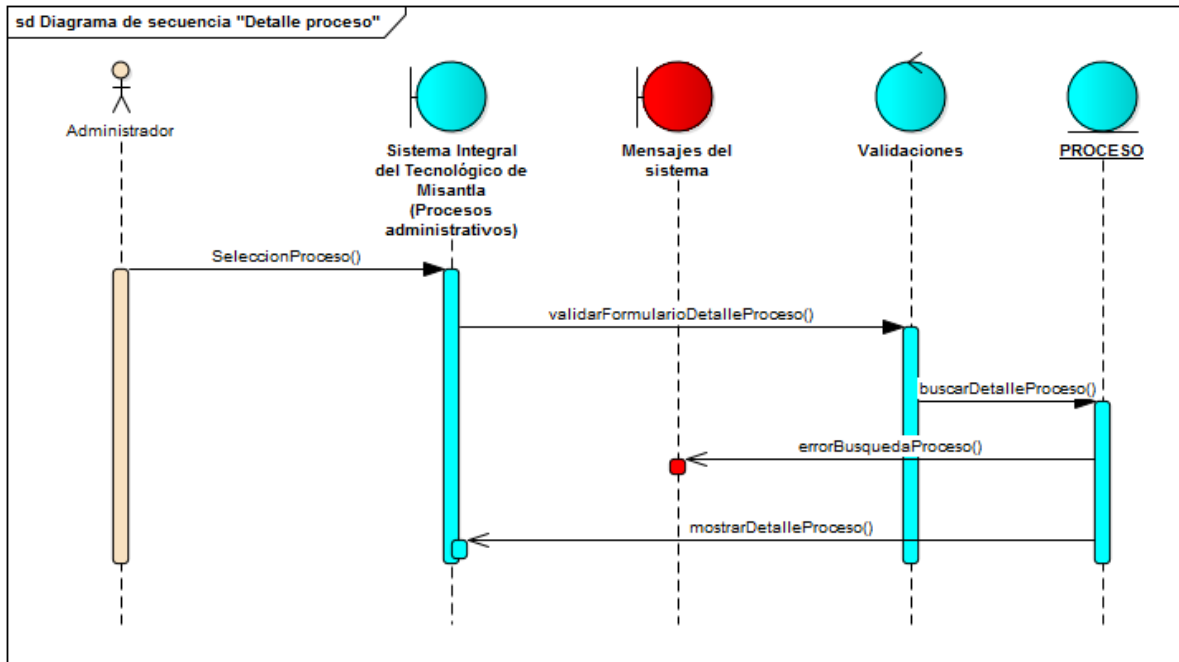 sd Diagrama de secuencia "Detalle proceso"
Administrador
Sistema Integral
del Tecnológico de
Misantla
(Procesos
administrativos)
Mensajes del
sistema
Validaciones
PROCESO
SeleccionProceso()
validarFormularioDetalleProceso()
buscarDetalleProceso()
errorBusquedaProceso()
mostrarDetalleProceso()